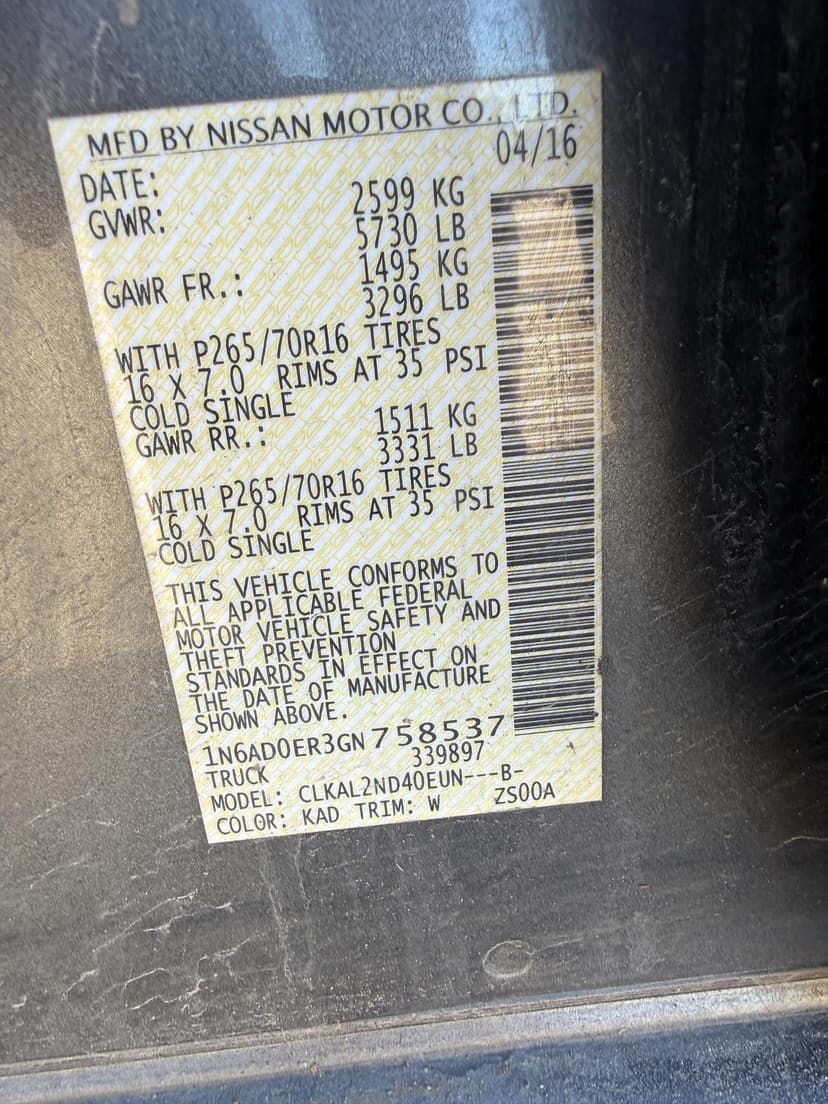 MFD BY NISSAN MOTOR CO., LTD.
DATE: 04/16
GVWR: 2599 KG
5730 LB
GAWR FR.: 1495 KG
3296 LB
WITH P265/70R16 TIRES
16 X 7.0 RIMS AT 35 PSI
COLD SINGLE
GAWR RR.: 1511 KG
3331 LB
WITH P265/70R16 TIRES
16 X 7.0 RIMS AT 35 PSI
COLD SINGLE
THIS VEHICLE CONFORMS TO
ALL APPLICABLE FEDERAL
MOTOR VEHICLE SAFETY AND
THEFT PREVENTION
STANDARDS IN EFFECT ON
THE DATE OF MANUFACTURE
SHOWN ABOVE.
1N6AD0ER3GN758537
TRUCK 339897
MODEL: CLKAL2ND40EUN---B-
COLOR: KAD TRIM: W ZS00A